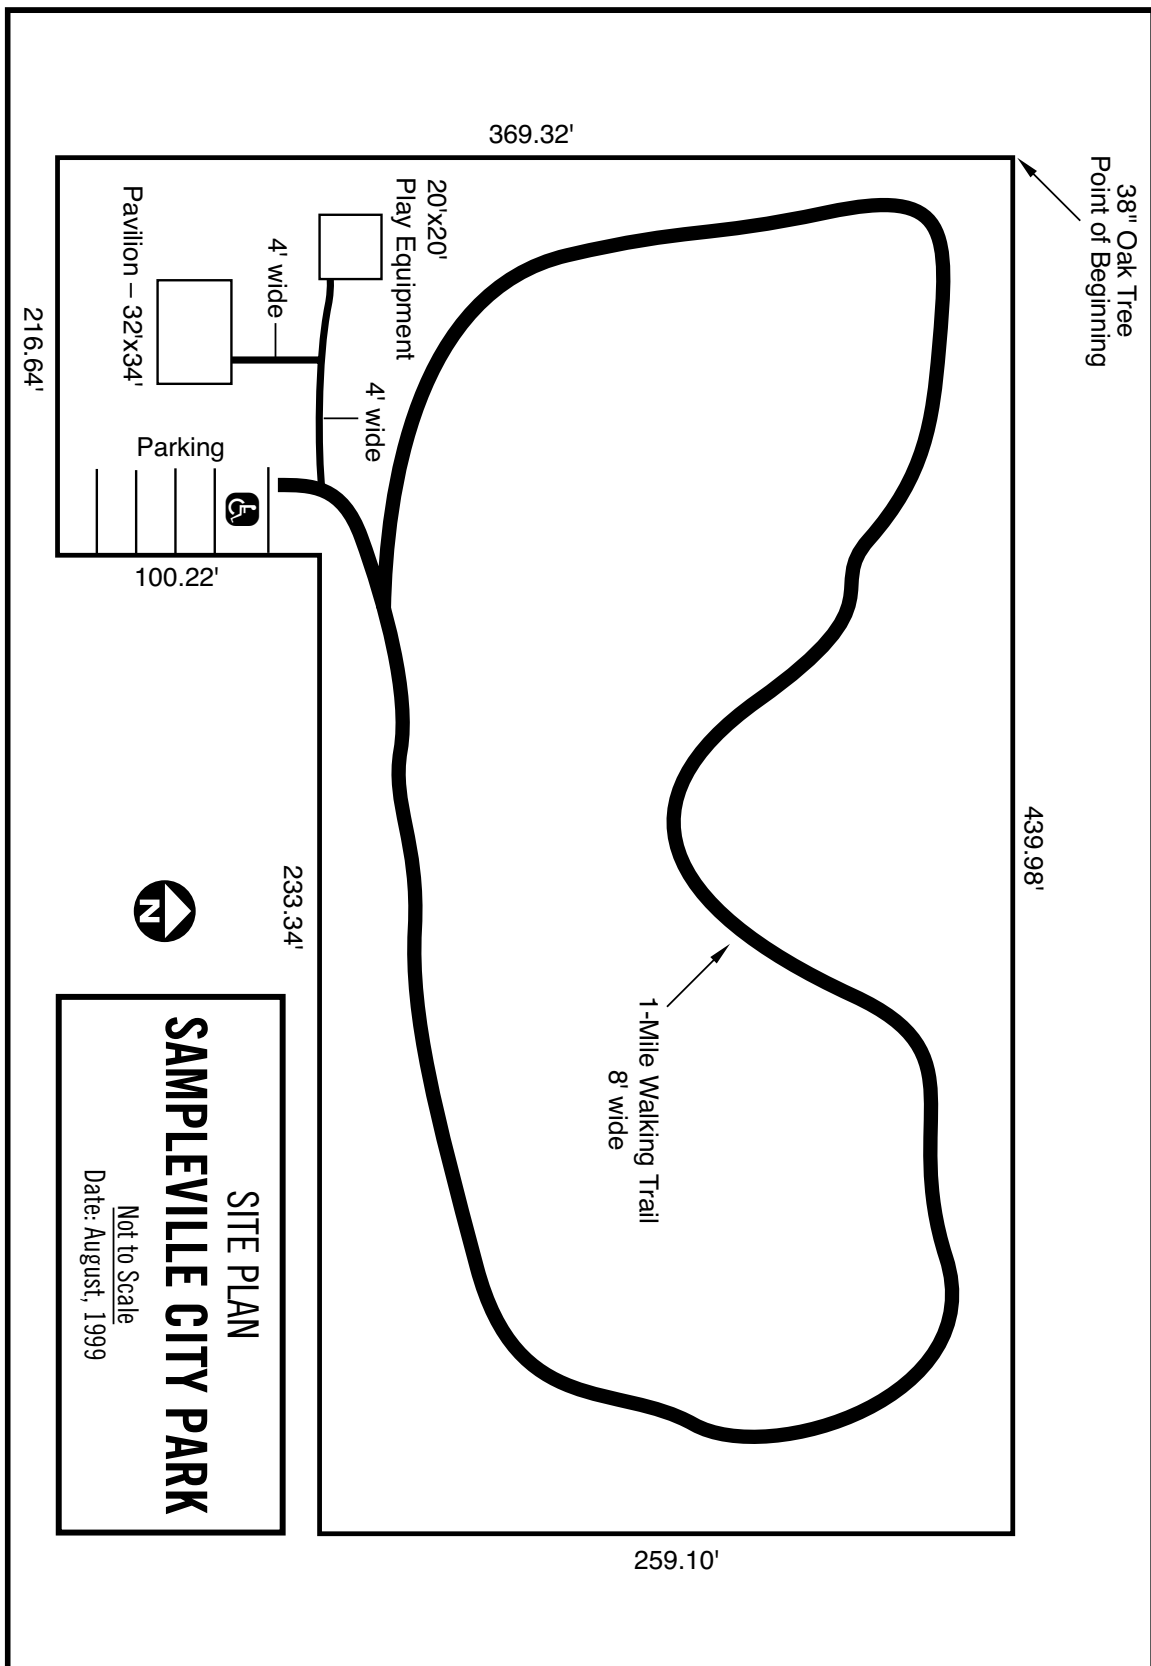 38" Oak Tree
Point of Beginning
439.98'
369.32'
20'x20'
Play Equipment
4' wide
4' wide
Pavilion – 32'x34'
Parking
216.64'
100.22'
233.34'
259.10'
1-Mile Walking Trail
8' wide
N
SITE PLAN
SAMPLEVILLE CITY PARK
Not to Scale
Date: August, 1999